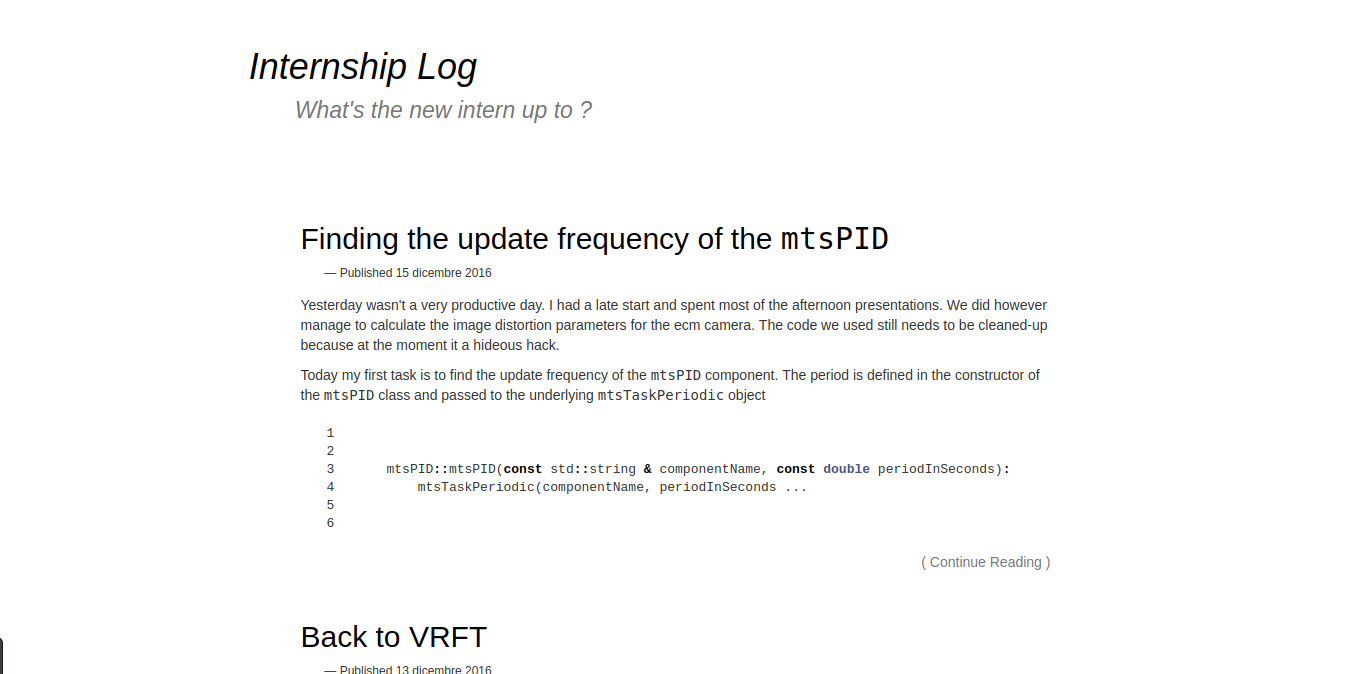 Internship Log
What's the new intern up to ?
Finding the update frequency of the mtsPID
— Published 15 dicembre 2016
Yesterday wasn't a very productive day. I had a late start and spent most of the afternoon presentations. We did however
manage to calculate the image distortion parameters for the ecm camera. The code we used still needs to be cleaned-up
because at the moment it a hideous hack.
Today my first task is to find the update frequency of the mtsPID component. The period is defined in the constructor of
the mtsPID class and passed to the underlying mtsTaskPeriodic object
1
2
3 mtsPID::mtsPID(const std::string & componentName, const double periodInSeconds):
4 mtsTaskPeriodic(componentName, periodInSeconds ...
5
6
( Continue Reading )
Back to VRFT
— Published 13 dicembre 2016